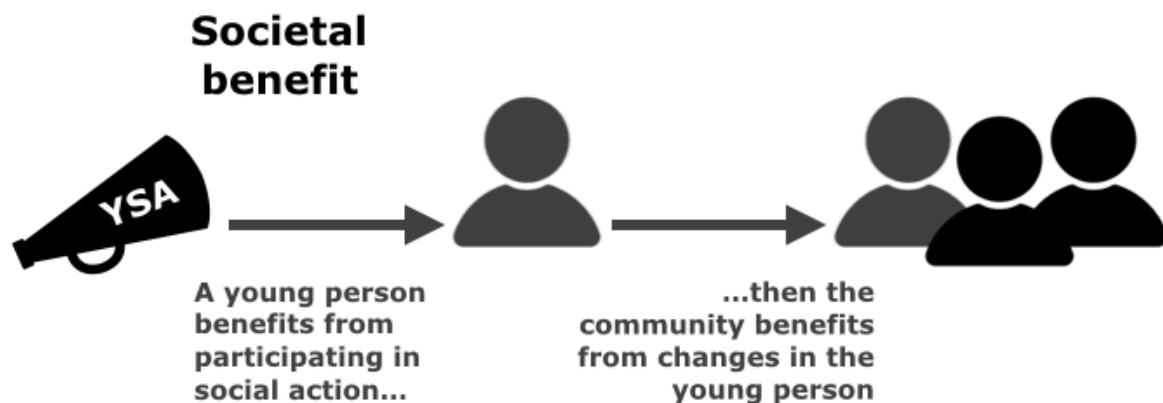 Societal
benefit
YSA
A young person
benefits from
participating in
social action...
...then the
community benefits
from changes in the
young person